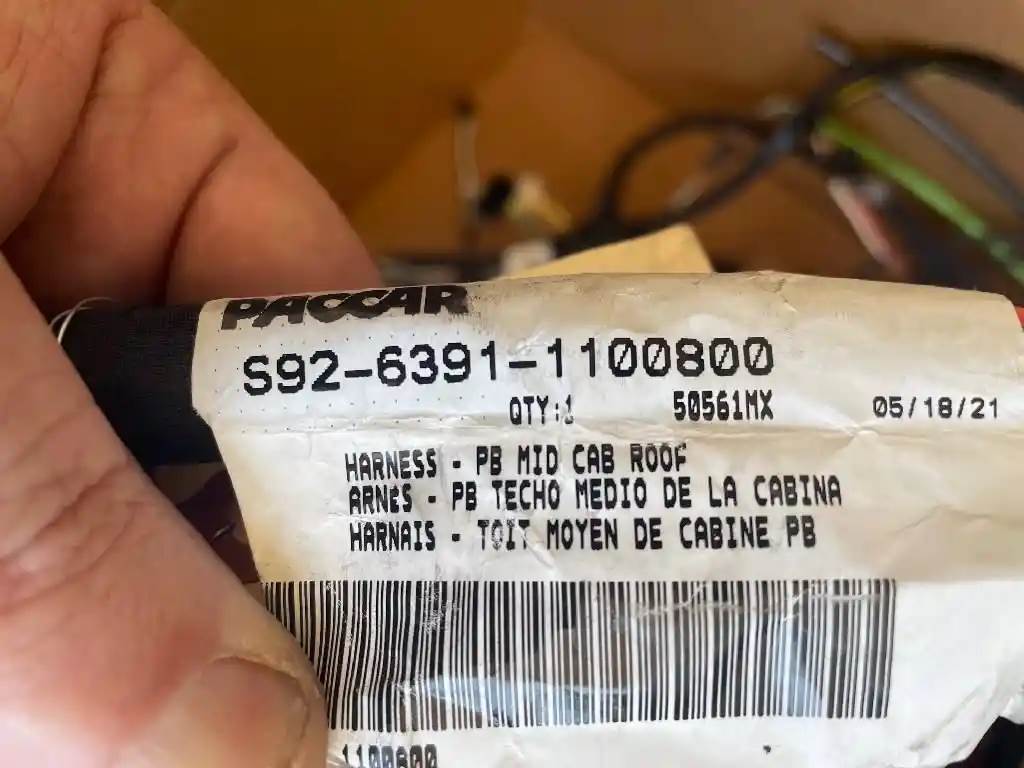 PACCAR
S92-6391-1100800
QTY:1 50561MX 05/18/21
HARNESS - PB MID CAB ROOF
ARNÉS - PB TECHO MEDIO DE LA CABINA
HARNAIS - TOIT MOYEN DE CABINE PB
1100800